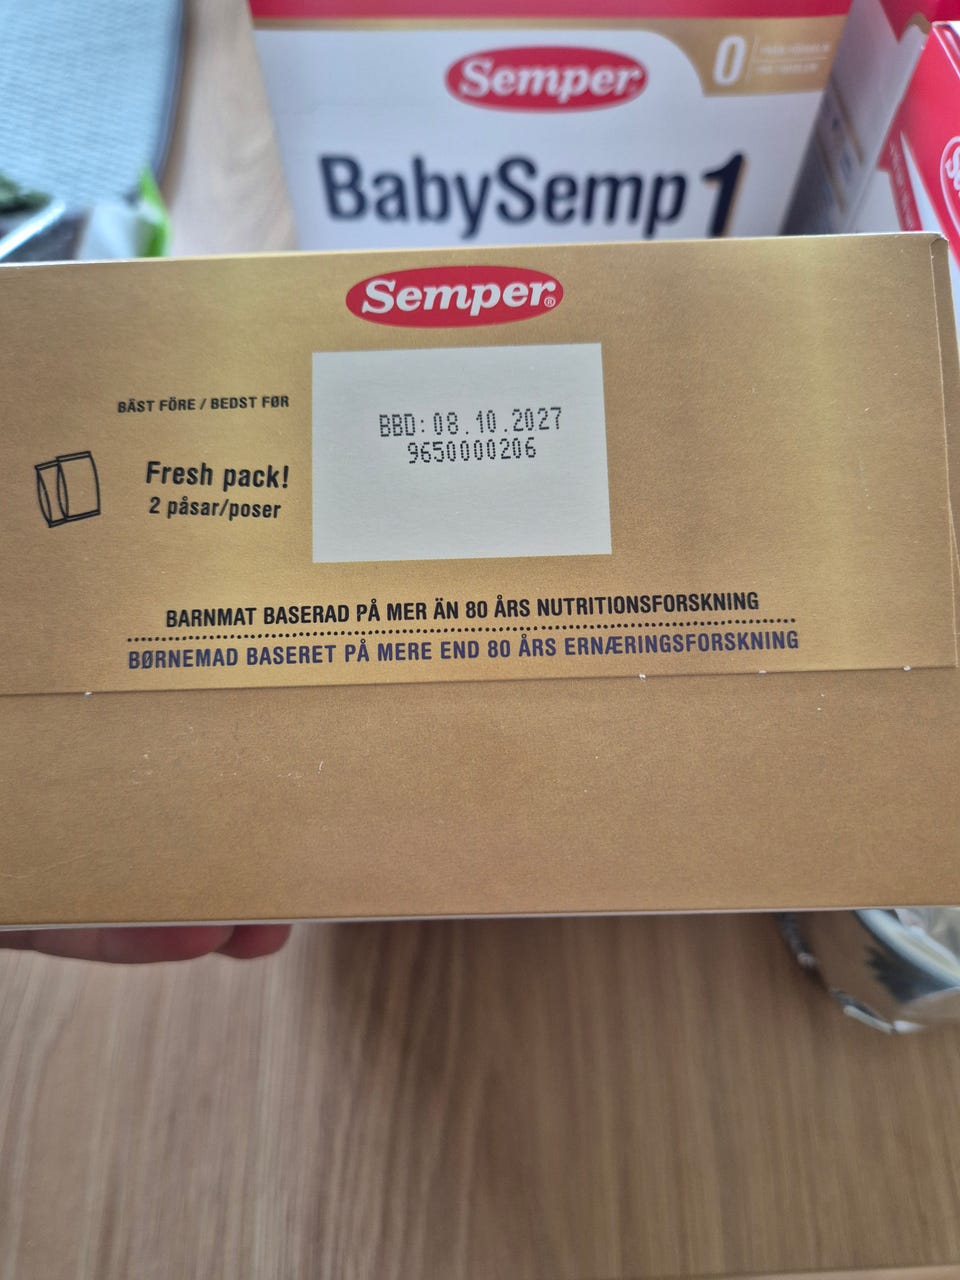 Semper
0
BabySemp 1
Semper®
BÄST FÖRE / BEDST FØR
BBD: 08.10.2027
9650000206
Fresh pack!
2 påsar/poser
BARNMAT BASERAD PÅ MER ÄN 80 ÅRS NUTRITIONSFORSKNING
BØRNEMAD BASERET PÅ MERE END 80 ÅRS ERNÆRINGSFORSKNING